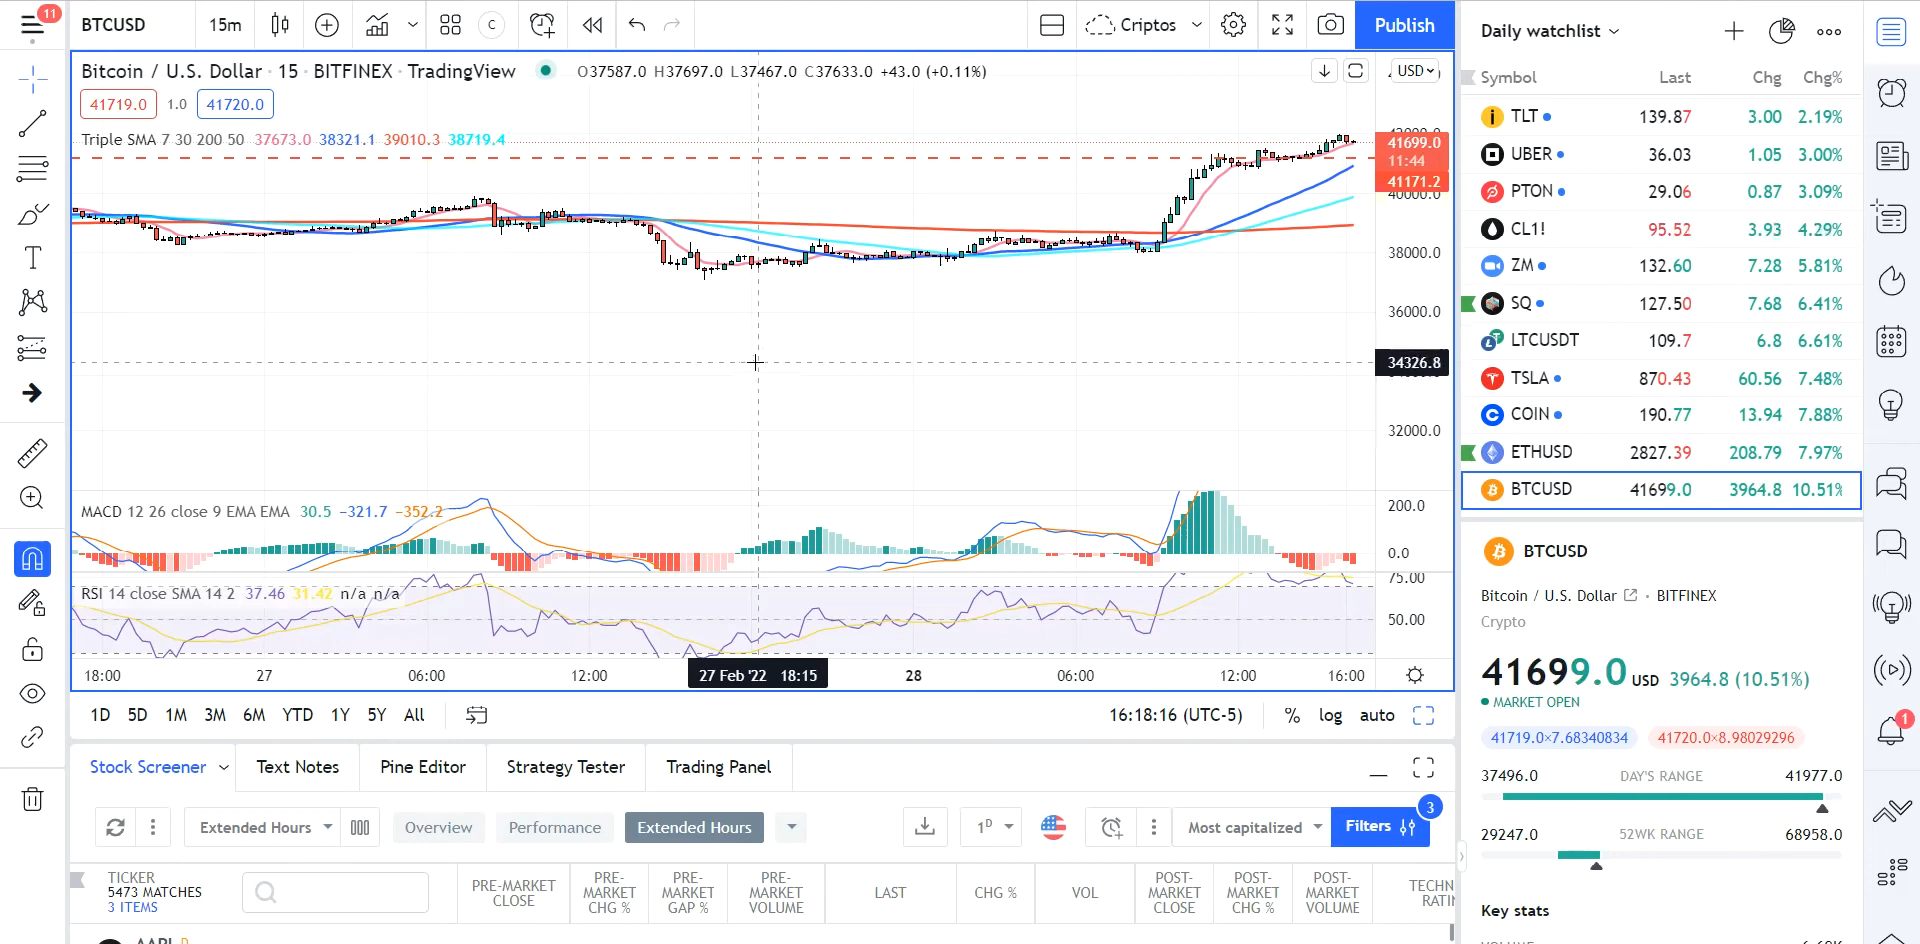 11
BTCUSD
15m
C
Criptos
Publish
Bitcoin / U.S. Dollar · 15 · BITFINEX · TradingView
O37587.0 H37697.0 L37467.0 C37633.0 +43.0 (+0.11%)
USD
41719.0 1.0 41720.0
Triple SMA 7 30 200 50 37673.0 38321.1 39010.3 38719.4
41699.0
11:44
41171.2
40000.0
38000.0
36000.0
34326.8
32000.0
MACD 12 26 close 9 EMA EMA 30.5 −321.7 −352.2
200.0
0.0
RSI 14 close SMA 14 2 37.46 31.42 n/a n/a
75.00
50.00
18:00 27 06:00 12:00 27 Feb '22 18:15 28 06:00 12:00 16:00
1D 5D 1M 3M 6M YTD 1Y 5Y All
16:18:16 (UTC-5) % log auto
Stock Screener Text Notes Pine Editor Strategy Tester Trading Panel
Extended Hours Overview Performance Extended Hours
1D
Most capitalized
Filters
3
TICKER
5473 MATCHES
3 ITEMS
PRE-MARKET
CLOSE
PRE-
MARKET
CHG %
PRE-
MARKET
GAP %
PRE-
MARKET
VOLUME
LAST
CHG %
VOL
POST-
MARKET
CLOSE
POST-
MARKET
CHG %
POST-
MARKET
VOLUME
Daily watchlist
Symbol Last Chg Chg%
TLT 139.87 3.00 2.19%
UBER 36.03 1.05 3.00%
PTON 29.06 0.87 3.09%
CL1! 95.52 3.93 4.29%
ZM 132.60 7.28 5.81%
SQ 127.50 7.68 6.41%
LTCUSDT 109.7 6.8 6.61%
TSLA 870.43 60.56 7.48%
COIN 190.77 13.94 7.88%
ETHUSD 2827.39 208.79 7.97%
BTCUSD 41699.0 3964.8 10.51%
BTCUSD
Bitcoin / U.S. Dollar · BITFINEX
Crypto
41699.0 USD 3964.8 (10.51%)
MARKET OPEN
41719.0×7.68340834 41720.0×8.98029296
37496.0 DAY'S RANGE 41977.0
29247.0 52WK RANGE 68958.0
Key stats
1